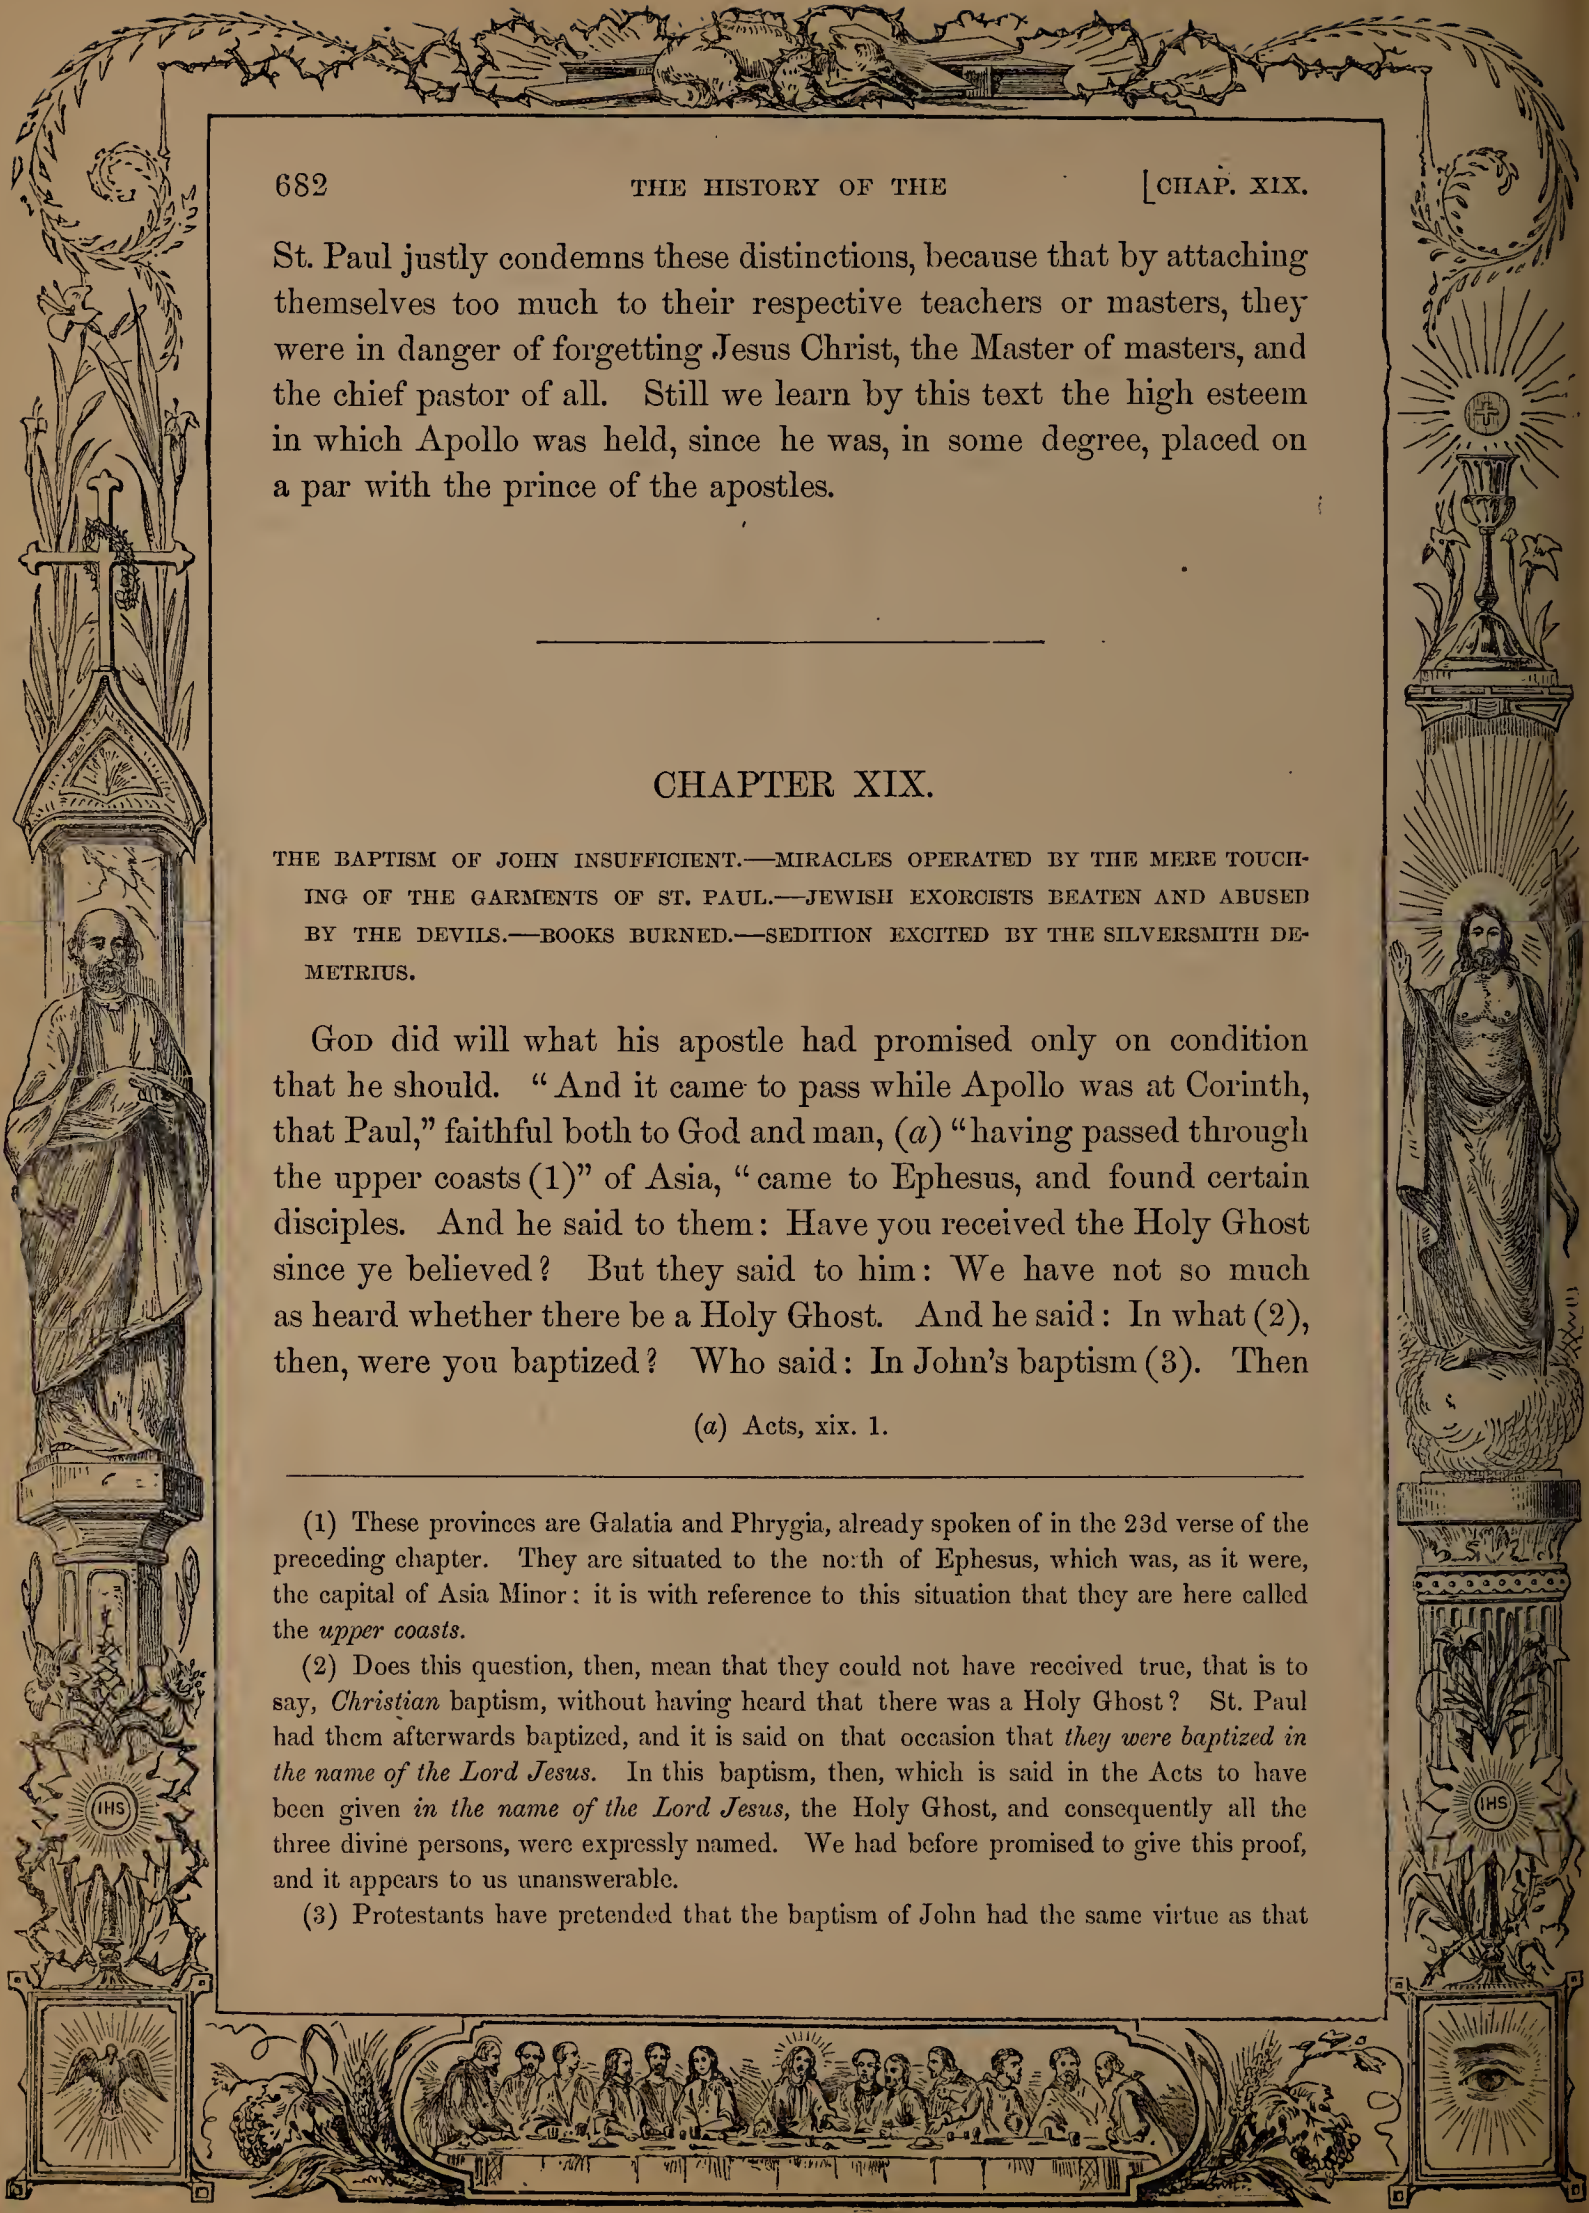 682 THE HISTORY OF THE [CHAP. XIX.
St. Paul justly condemns these distinctions, because that by attaching
themselves too much to their respective teachers or masters, they
were in danger of forgetting Jesus Christ, the Master of masters, and
the chief pastor of all. Still we learn by this text the high esteem
in which Apollo was held, since he was, in some degree, placed on
a par with the prince of the apostles.
CHAPTER XIX.
THE BAPTISM OF JOHN INSUFFICIENT.—MIRACLES OPERATED BY THE MERE TOUCH-
ING OF THE GARMENTS OF ST. PAUL.—JEWISH EXORCISTS BEATEN AND ABUSED
BY THE DEVILS.—BOOKS BURNED.—SEDITION EXCITED BY THE SILVERSMITH DE-
METRIUS.
GOD did will what his apostle had promised only on condition
that he should. “And it came to pass while Apollo was at Corinth,
that Paul,” faithful both to God and man, (a) “having passed through
the upper coasts (1)” of Asia, “came to Ephesus, and found certain
disciples. And he said to them: Have you received the Holy Ghost
since ye believed? But they said to him: We have not so much
as heard whether there be a Holy Ghost. And he said: In what (2),
then, were you baptized? Who said: In John’s baptism (3). Then
(a) Acts, xix. 1.
(1) These provinces are Galatia and Phrygia, already spoken of in the 23d verse of the
preceding chapter. They are situated to the north of Ephesus, which was, as it were,
the capital of Asia Minor: it is with reference to this situation that they are here called
the upper coasts.
(2) Does this question, then, mean that they could not have received true, that is to
say, Christian baptism, without having heard that there was a Holy Ghost? St. Paul
had them afterwards baptized, and it is said on that occasion that they were baptized in
the name of the Lord Jesus. In this baptism, then, which is said in the Acts to have
been given in the name of the Lord Jesus, the Holy Ghost, and consequently all the
three divine persons, were expressly named. We had before promised to give this proof,
and it appears to us unanswerable.
(3) Protestants have pretended that the baptism of John had the same virtue as that
IHS
IHS